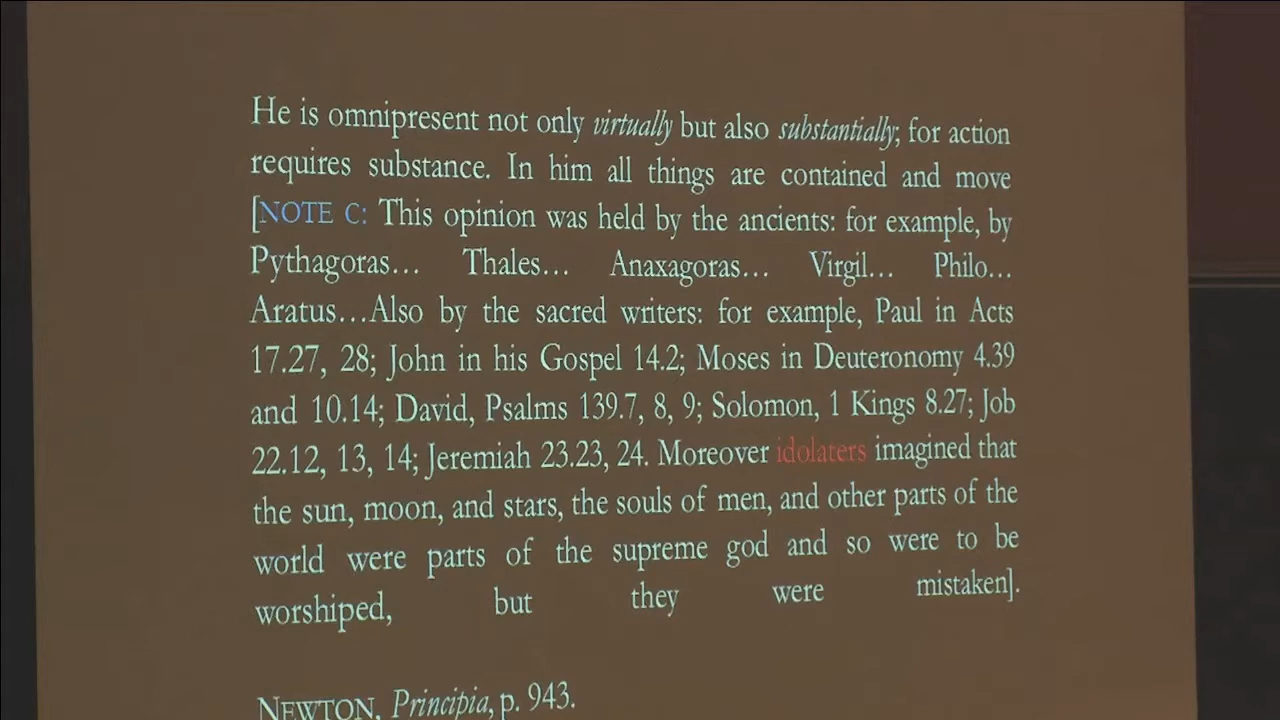 He is omnipresent not only virtually but also substantially; for action
requires substance. In him all things are contained and move
[NOTE C: This opinion was held by the ancients: for example, by
Pythagoras... Thales... Anaxagoras... Virgil... Philo...
Aratus...Also by the sacred writers: for example, Paul in Acts
17.27, 28; John in his Gospel 14.2; Moses in Deuteronomy 4.39
and 10.14; David, Psalms 139.7, 8, 9; Solomon, 1 Kings 8.27; Job
22.12, 13, 14; Jeremiah 23.23, 24. Moreover idolaters imagined that
the sun, moon, and stars, the souls of men, and other parts of the
world were parts of the supreme god and so were to be
worshiped, but they were mistaken].
NEWTON, Principia, p. 943.